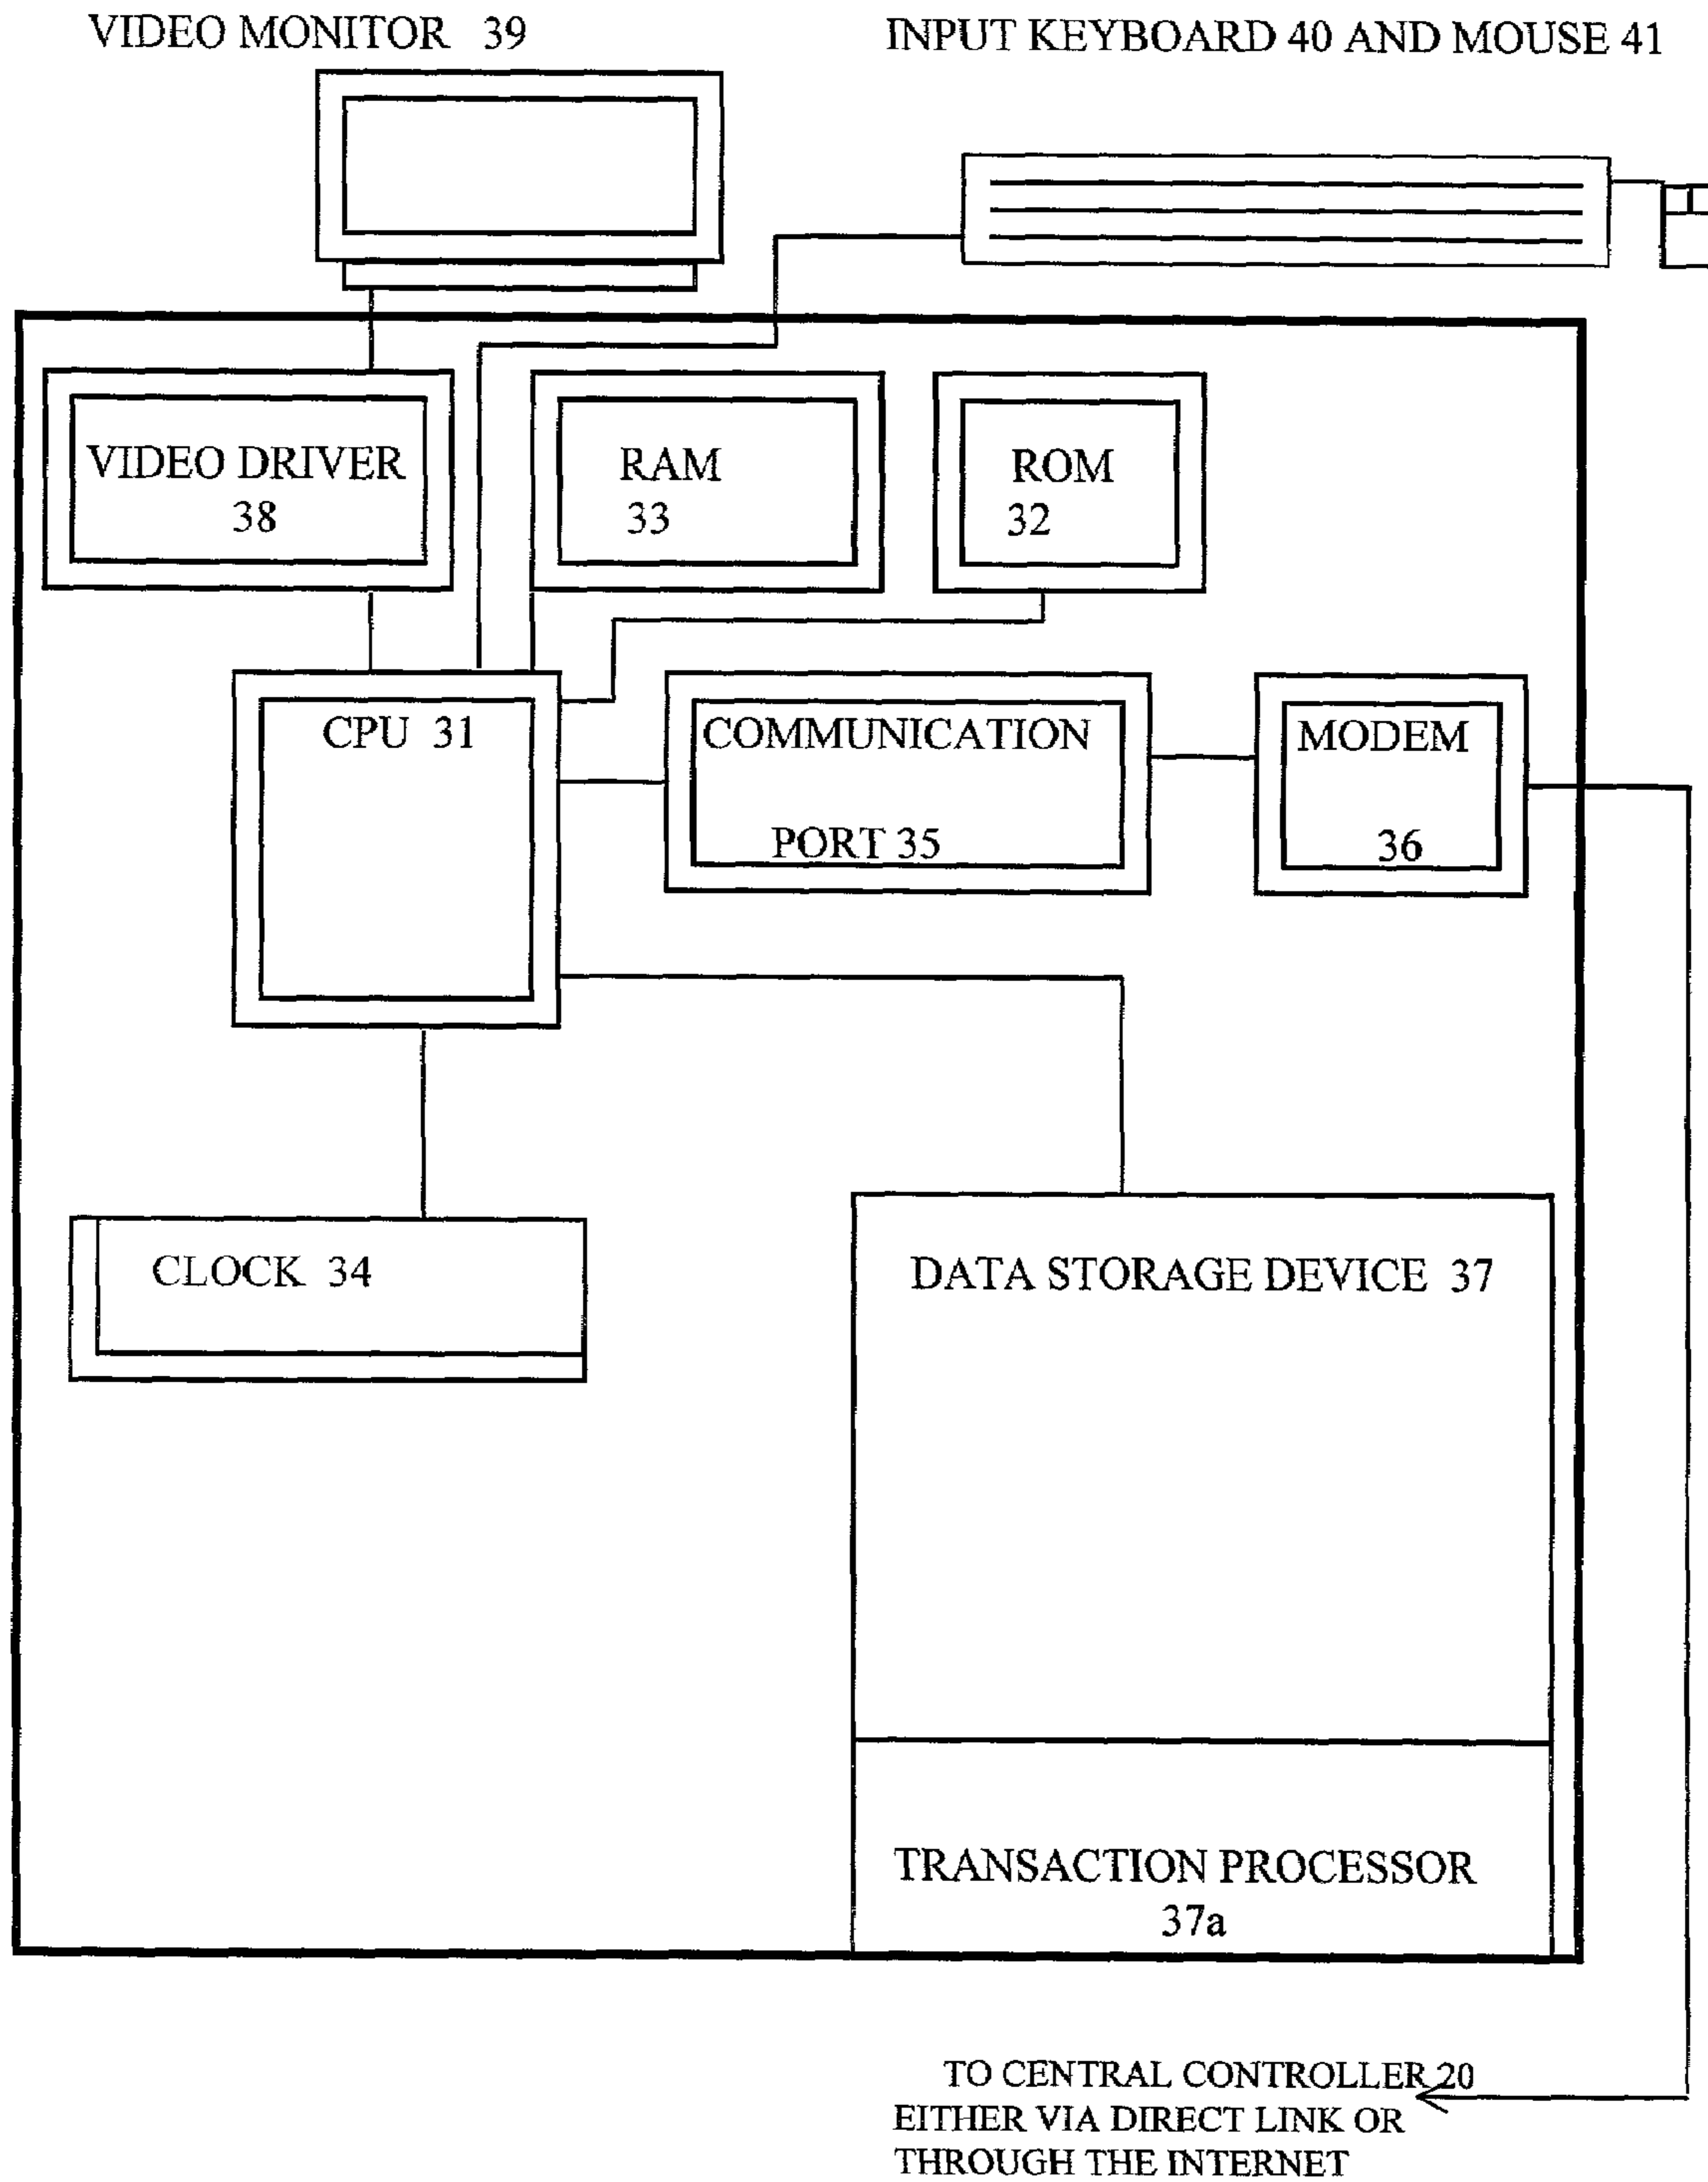 VIDEO MONITOR 39
INPUT KEYBOARD 40 AND MOUSE 41
VIDEO DRIVER
38
RAM
33
ROM
32
CPU 31
COMMUNICATION
PORT 35
MODEM
36
CLOCK 34
DATA STORAGE DEVICE 37
TRANSACTION PROCESSOR
37a
TO CENTRAL CONTROLLER 20
EITHER VIA DIRECT LINK OR
THROUGH THE INTERNET